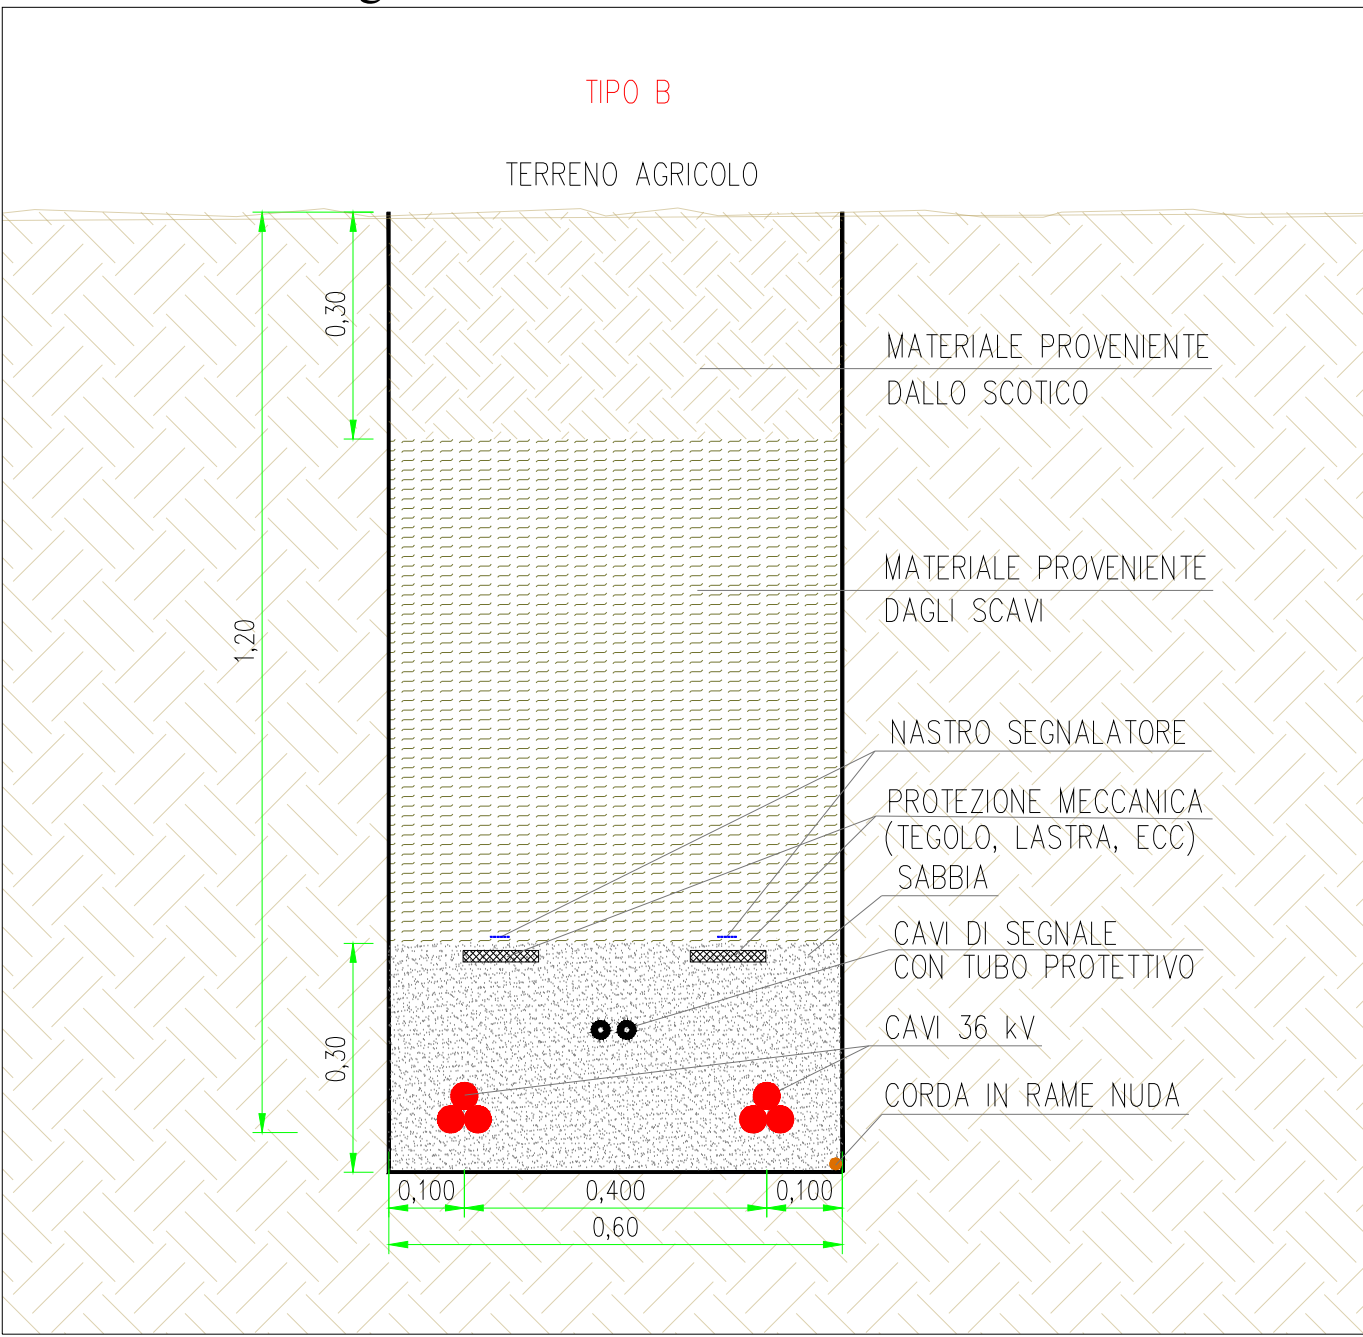 TIPO B
TERRENO AGRICOLO
0,30
MATERIALE PROVENIENTE
DALLO SCOTICO
1,20
MATERIALE PROVENIENTE
DAGLI SCAVI
NASTRO SEGNALATORE
PROTEZIONE MECCANICA
(TEGOLO, LASTRA, ECC)
SABBIA
CAVI DI SEGNALE
CON TUBO PROTETTIVO
0,30
CAVI 36 kV
CORDA IN RAME NUDA
0,100 0,400 0,100
0,60